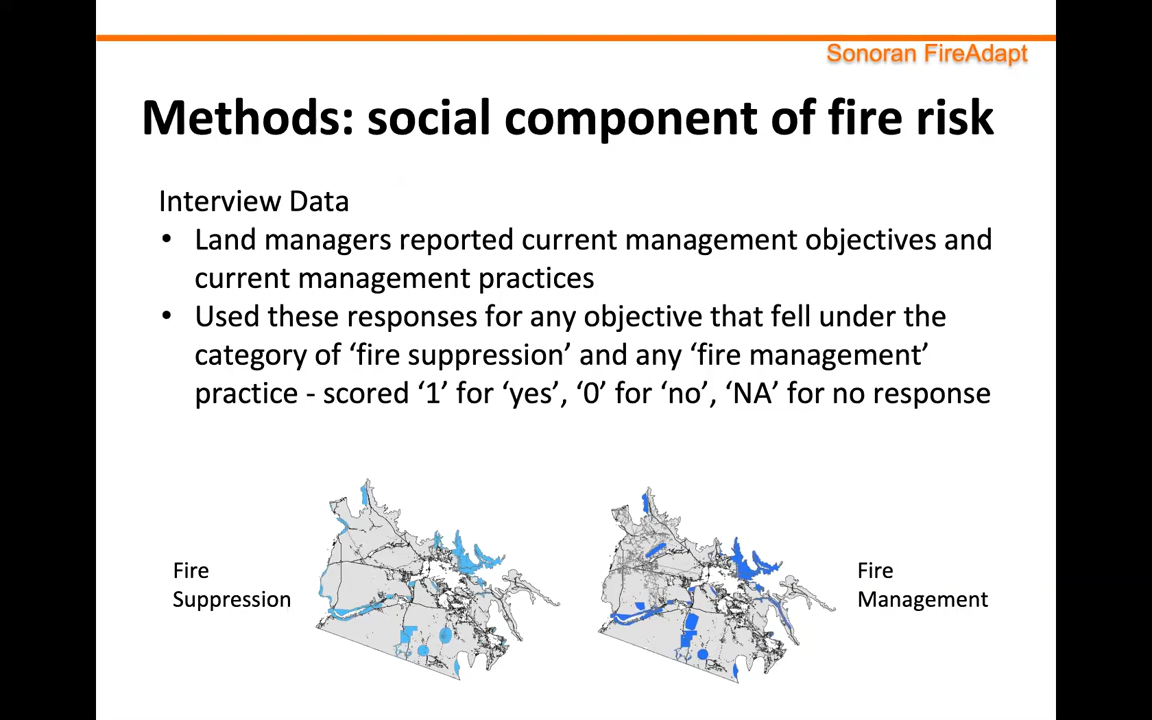 Sonoran FireAdapt
Methods: social component of fire risk
Interview Data
• Land managers reported current management objectives and
current management practices
• Used these responses for any objective that fell under the
category of ‘fire suppression’ and any ‘fire management’
practice - scored ‘1’ for ‘yes’, ‘0’ for ‘no’, ‘NA’ for no response
Fire
Suppression
Fire
Management